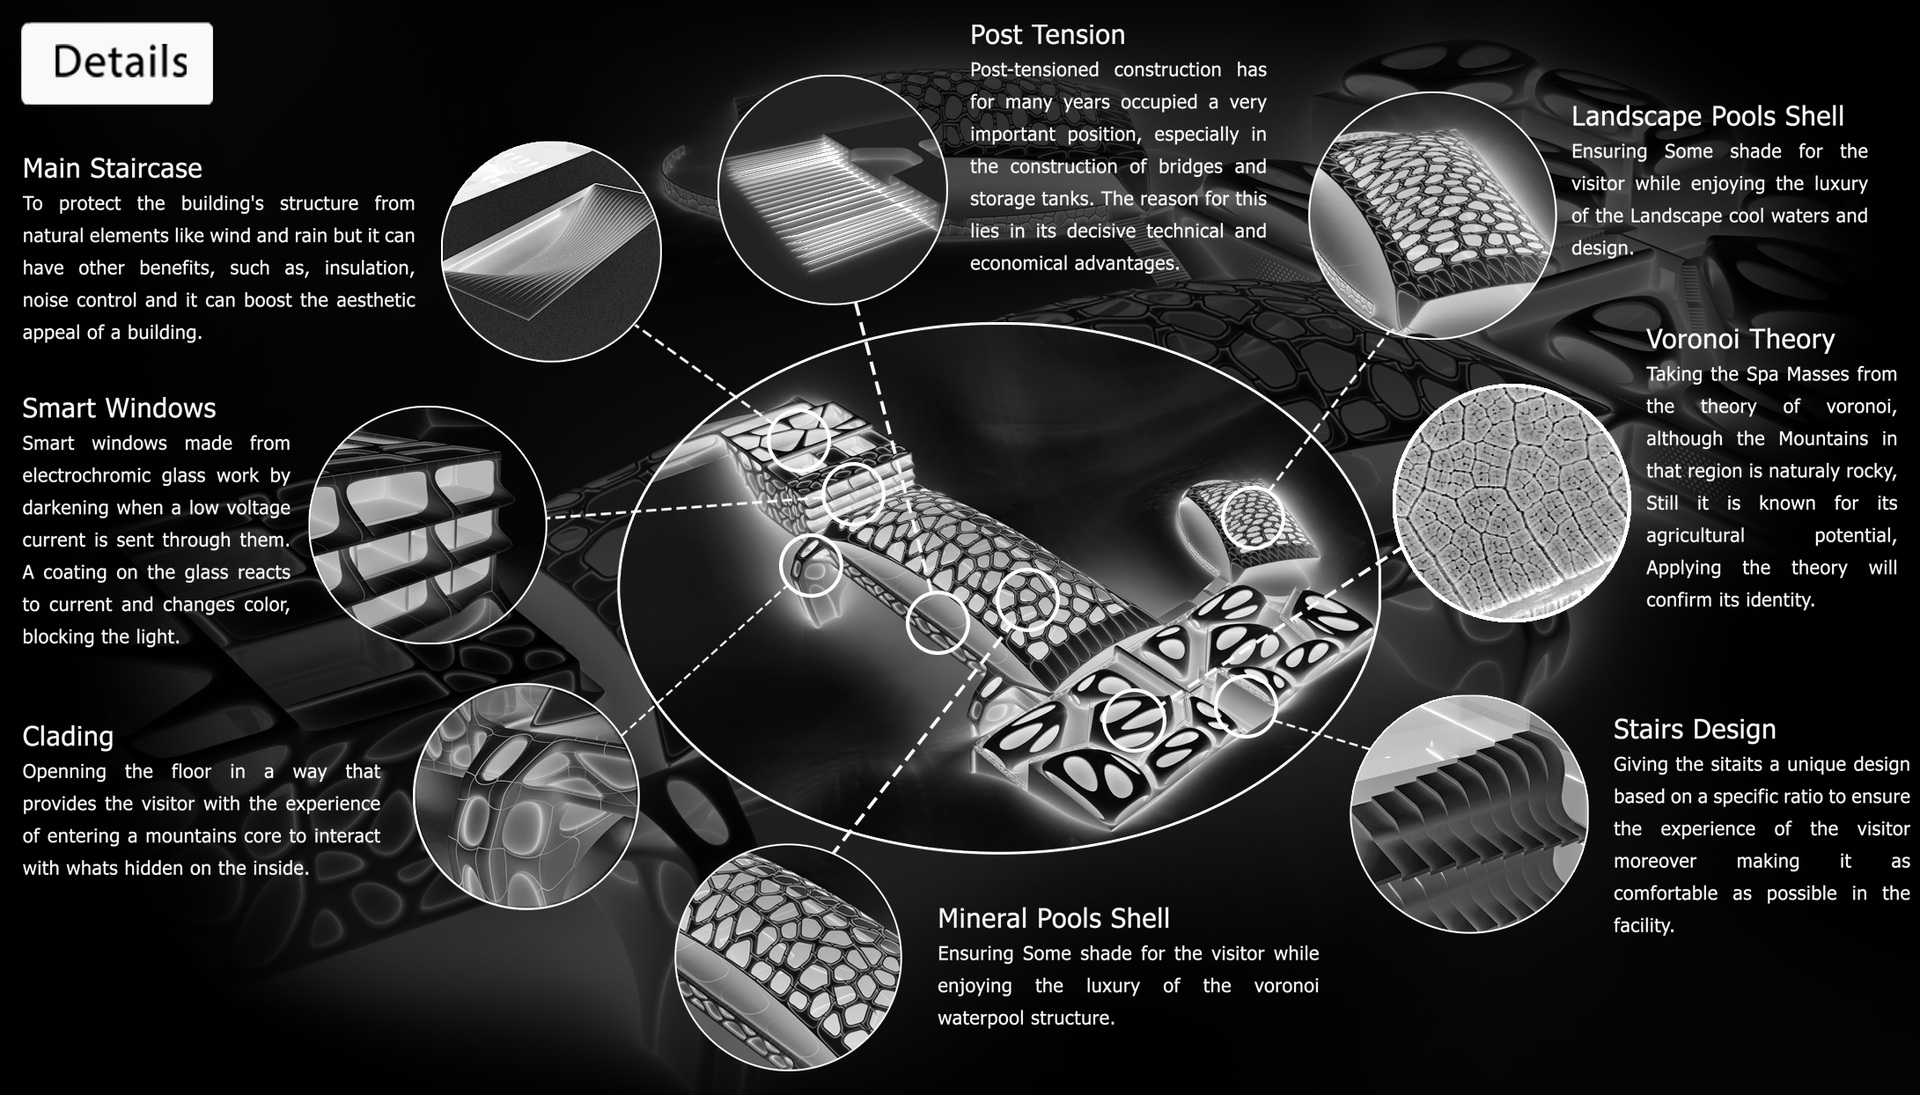 Details
Main Staircase
To protect the building's structure from
natural elements like wind and rain but it can
have other benefits, such as, insulation,
noise control and it can boost the aesthetic
appeal of a building.
Smart Windows
Smart windows made from
electrochromic glass work by
darkening when a low voltage
current is sent through them.
A coating on the glass reacts
to current and changes color,
blocking the light.
Clading
Openning the floor in a way that
provides the visitor with the experience
of entering a mountains core to interact
with whats hidden on the inside.
Post Tension
Post-tensioned construction has
for many years occupied a very
important position, especially in
the construction of bridges and
storage tanks. The reason for this
lies in its decisive technical and
economical advantages.
Mineral Pools Shell
Ensuring Some shade for the visitor while
enjoying the luxury of the voronoi
waterpool structure.
Landscape Pools Shell
Ensuring Some shade for the
visitor while enjoying the luxury
of the Landscape cool waters and
design.
Voronoi Theory
Taking the Spa Masses from
the theory of voronoi,
although the Mountains in
that region is naturaly rocky,
Still it is known for its
agricultural potential,
Applying the theory will
confirm its identity.
Stairs Design
Giving the sitaits a unique design
based on a specific ratio to ensure
the experience of the visitor
moreover making it as
comfortable as possible in the
facility.